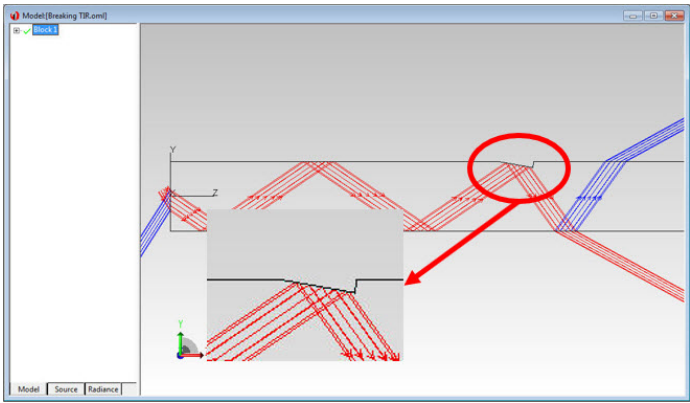 Model:[Breaking TIR.oml]
Block 1
Y
Z
Y
Model Source Radiance